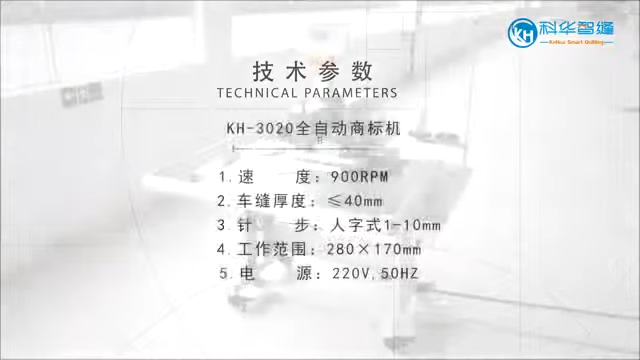 科华智缝
KeHua Smart Quilting
技术参数
TECHNICAL PARAMETERS
KH-3020全自动商标机
1.速 度：900RPM
2.车缝厚度：≤40mm
3.针 步：人字式1-10mm
4.工作范围：280×170mm
5.电 源：220V,50HZ